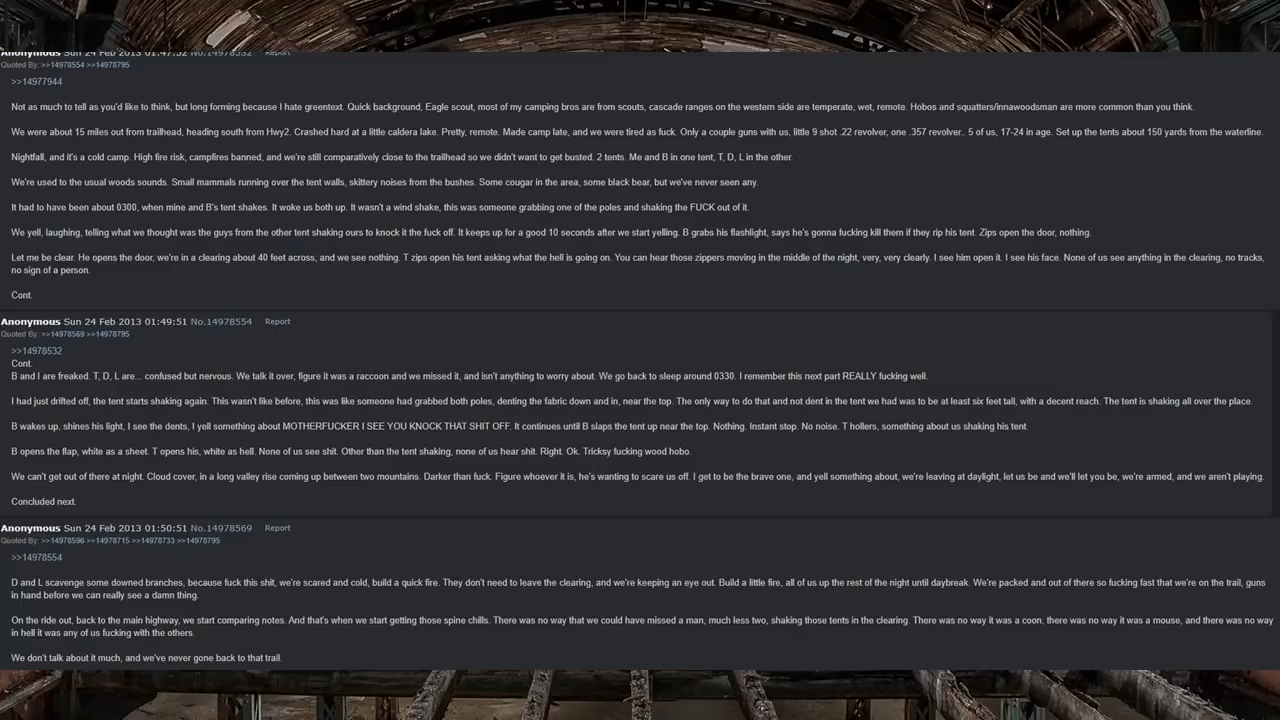 Anonymous Sun 24 Feb 2013 01:47:52 No.14978532 Report
Quoted By: >>14978554 >>14978795
>>14977944
Not as much to tell as you'd like to think, but long forming because I hate greentext. Quick background, Eagle scout, most of my camping bros are from scouts, cascade ranges on the western side are temperate, wet, remote. Hobos and squatters/innawoodsman are more common than you think.
We were about 15 miles out from trailhead, heading south from Hwy2. Crashed hard at a little caldera lake. Pretty, remote. Made camp late, and we were tired as fuck. Only a couple guns with us, little 9 shot .22 revolver, one .357 revolver.. 5 of us, 17-24 in age. Set up the tents about 150 yards from the waterline.
Nightfall, and it's a cold camp. High fire risk, campfires banned, and we're still comparatively close to the trailhead so we didn't want to get busted. 2 tents. Me and B in one tent, T, D, L in the other.
We're used to the usual woods sounds. Small mammals running over the tent walls, skittery noises from the bushes. Some cougar in the area, some black bear, but we've never seen any.
It had to have been about 0300, when mine and B's tent shakes. It woke us both up. It wasn't a wind shake, this was someone grabbing one of the poles and shaking the FUCK out of it.
We yell, laughing, telling what we thought was the guys from the other tent shaking ours to knock it the fuck off. It keeps up for a good 10 seconds after we start yelling. B grabs his flashlight, says he's gonna fucking kill them if they rip his tent. Zips open the door, nothing.
Let me be clear. He opens the door, we're in a clearing about 40 feet across, and we see nothing. T zips open his tent asking what the hell is going on. You can hear those zippers moving in the middle of the night, very, very clearly. I see him open it. I see his face. None of us see anything in the clearing, no tracks,
no sign of a person.
Cont.
Anonymous Sun 24 Feb 2013 01:49:51 No.14978554 Report
Quoted By: >>14978569 >>14978795
>>14978532
Cont.
B and I are freaked. T, D, L are... confused but nervous. We talk it over, figure it was a raccoon and we missed it, and isn't anything to worry about. We go back to sleep around 0330. I remember this next part REALLY fucking well.
I had just drifted off, the tent starts shaking again. This wasn't like before, this was like someone had grabbed both poles, denting the fabric down and in, near the top. The only way to do that and not dent in the tent we had was to be at least six feet tall, with a decent reach. The tent is shaking all over the place.
B wakes up, shines his light, I see the dents, I yell something about MOTHERFUCKER I SEE YOU KNOCK THAT SHIT OFF. It continues until B slaps the tent up near the top. Nothing. Instant stop. No noise. T hollers, something about us shaking his tent.
B opens the flap, white as a sheet. T opens his, white as hell. None of us see shit. Other than the tent shaking, none of us hear shit. Right. Ok. Tricksy fucking wood hobo.
We can't get out of there at night. Cloud cover, in a long valley rise coming up between two mountains. Darker than fuck. Figure whoever it is, he's wanting to scare us off. I get to be the brave one, and yell something about, we're leaving at daylight, let us be and we'll let you be, we're armed, and we aren't playing.
Concluded next.
Anonymous Sun 24 Feb 2013 01:50:51 No.14978569 Report
Quoted By: >>14978596 >>14978715 >>14978733 >>14978795
>>14978554
D and L scavenge some downed branches, because fuck this shit, we're scared and cold, build a quick fire. They don't need to leave the clearing, and we're keeping an eye out. Build a little fire, all of us up the rest of the night until daybreak. We're packed and out of there so fucking fast that we're on the trail, guns
in hand before we can really see a damn thing.
On the ride out, back to the main highway, we start comparing notes. And that's when we start getting those spine chills. There was no way that we could have missed a man, much less two, shaking those tents in the clearing. There was no way it was a coon, there was no way it was a mouse, and there was no way
in hell it was any of us fucking with the others.
We don't talk about it much, and we've never gone back to that trail.